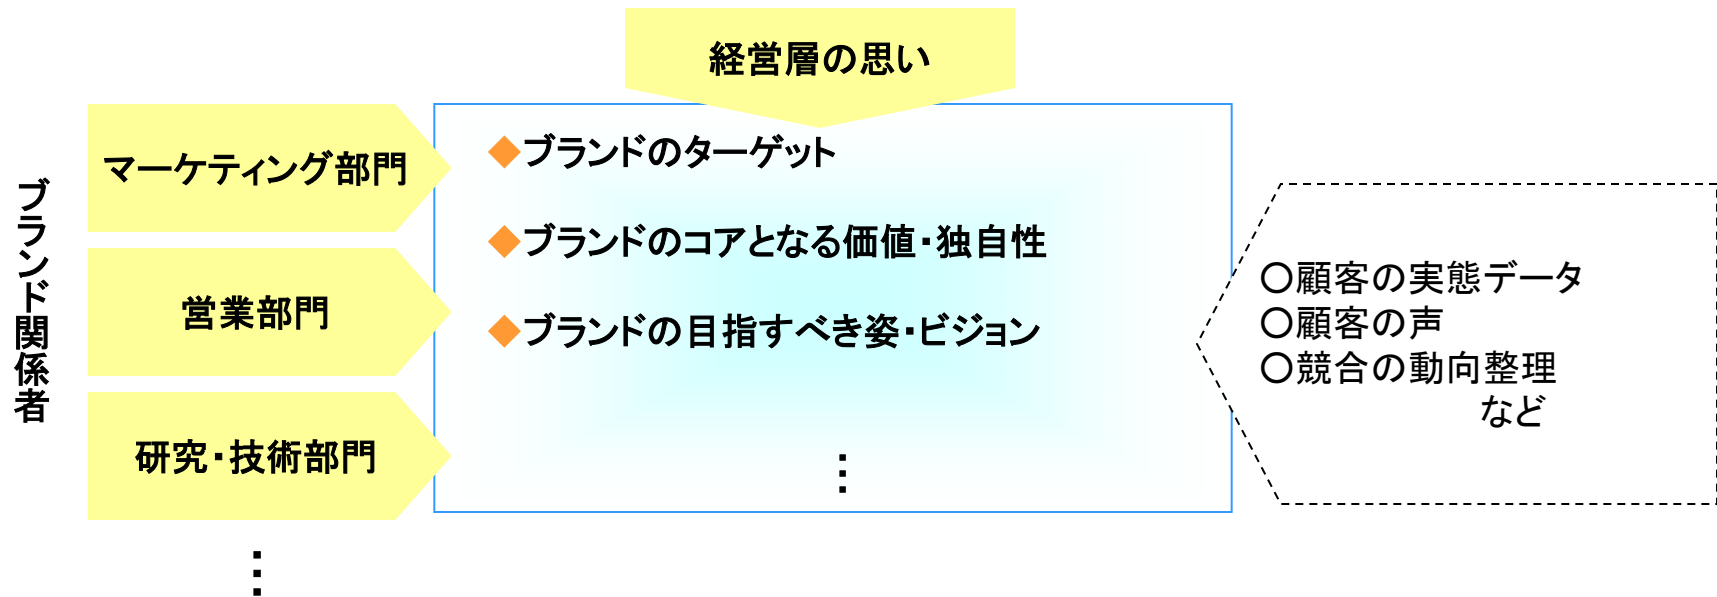 経営層の思い
ブランド関係者
マーケティング部門
営業部門
研究・技術部門
⋮
◆ブランドのターゲット
◆ブランドのコアとなる価値・独自性
◆ブランドの目指すべき姿・ビジョン
⋮
〇顧客の実態データ
〇顧客の声
〇競合の動向整理
など